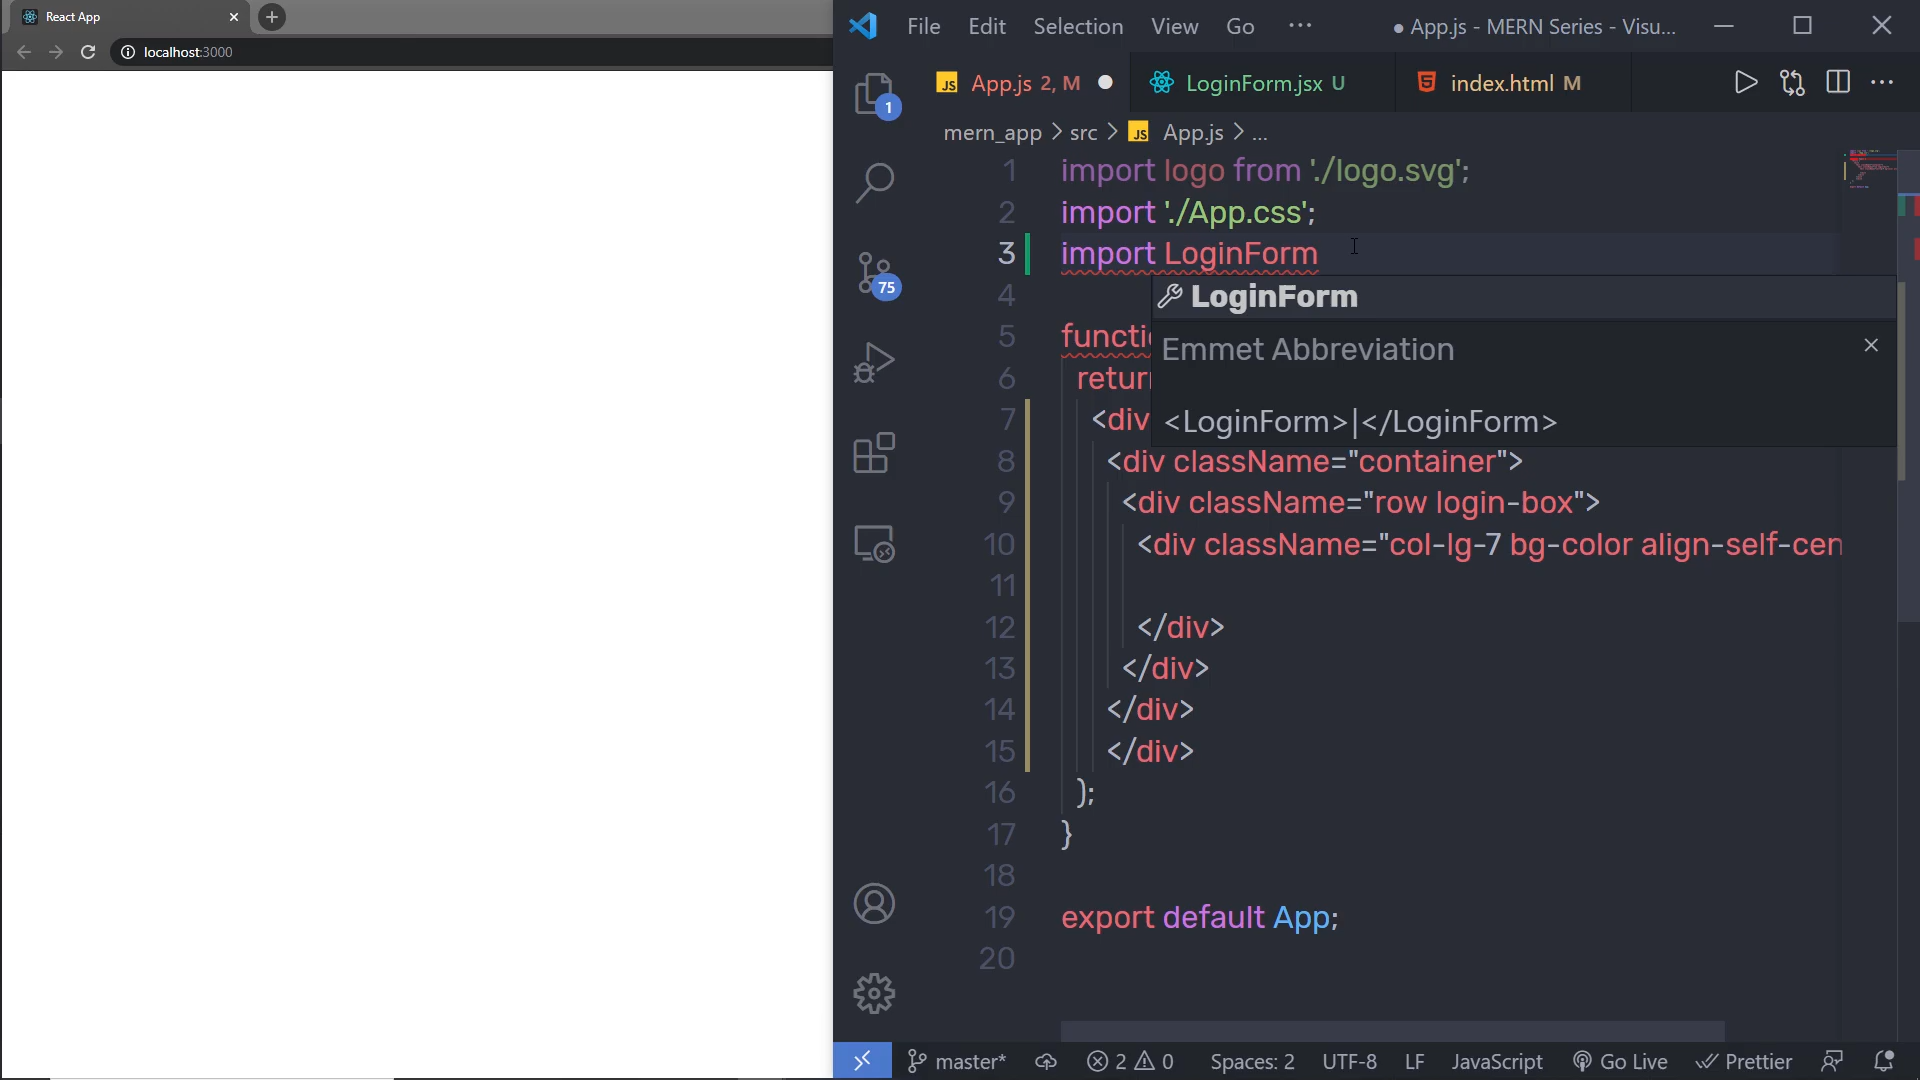 React App
localhost:3000
File Edit Selection View Go ··· ● App.js - MERN Series - Visu...
App.js 2, M ● LoginForm.jsx U index.html M
mern_app > src > JS App.js > ...
1
75
1 import logo from './logo.svg';
2 import './App.css';
3 import LoginForm
LoginForm
4
5 functi
Emmet Abbreviation
6 retur
7 <div
<LoginForm>|</LoginForm>
8 <div className="container">
9 <div className="row login-box">
10 <div className="col-lg-7 bg-color align-self-cen
11
12 </div>
13 </div>
14 </div>
15 </div>
16 );
17 }
18
19 export default App;
20
master* 2 0 Spaces: 2 UTF-8 LF JavaScript Go Live Prettier